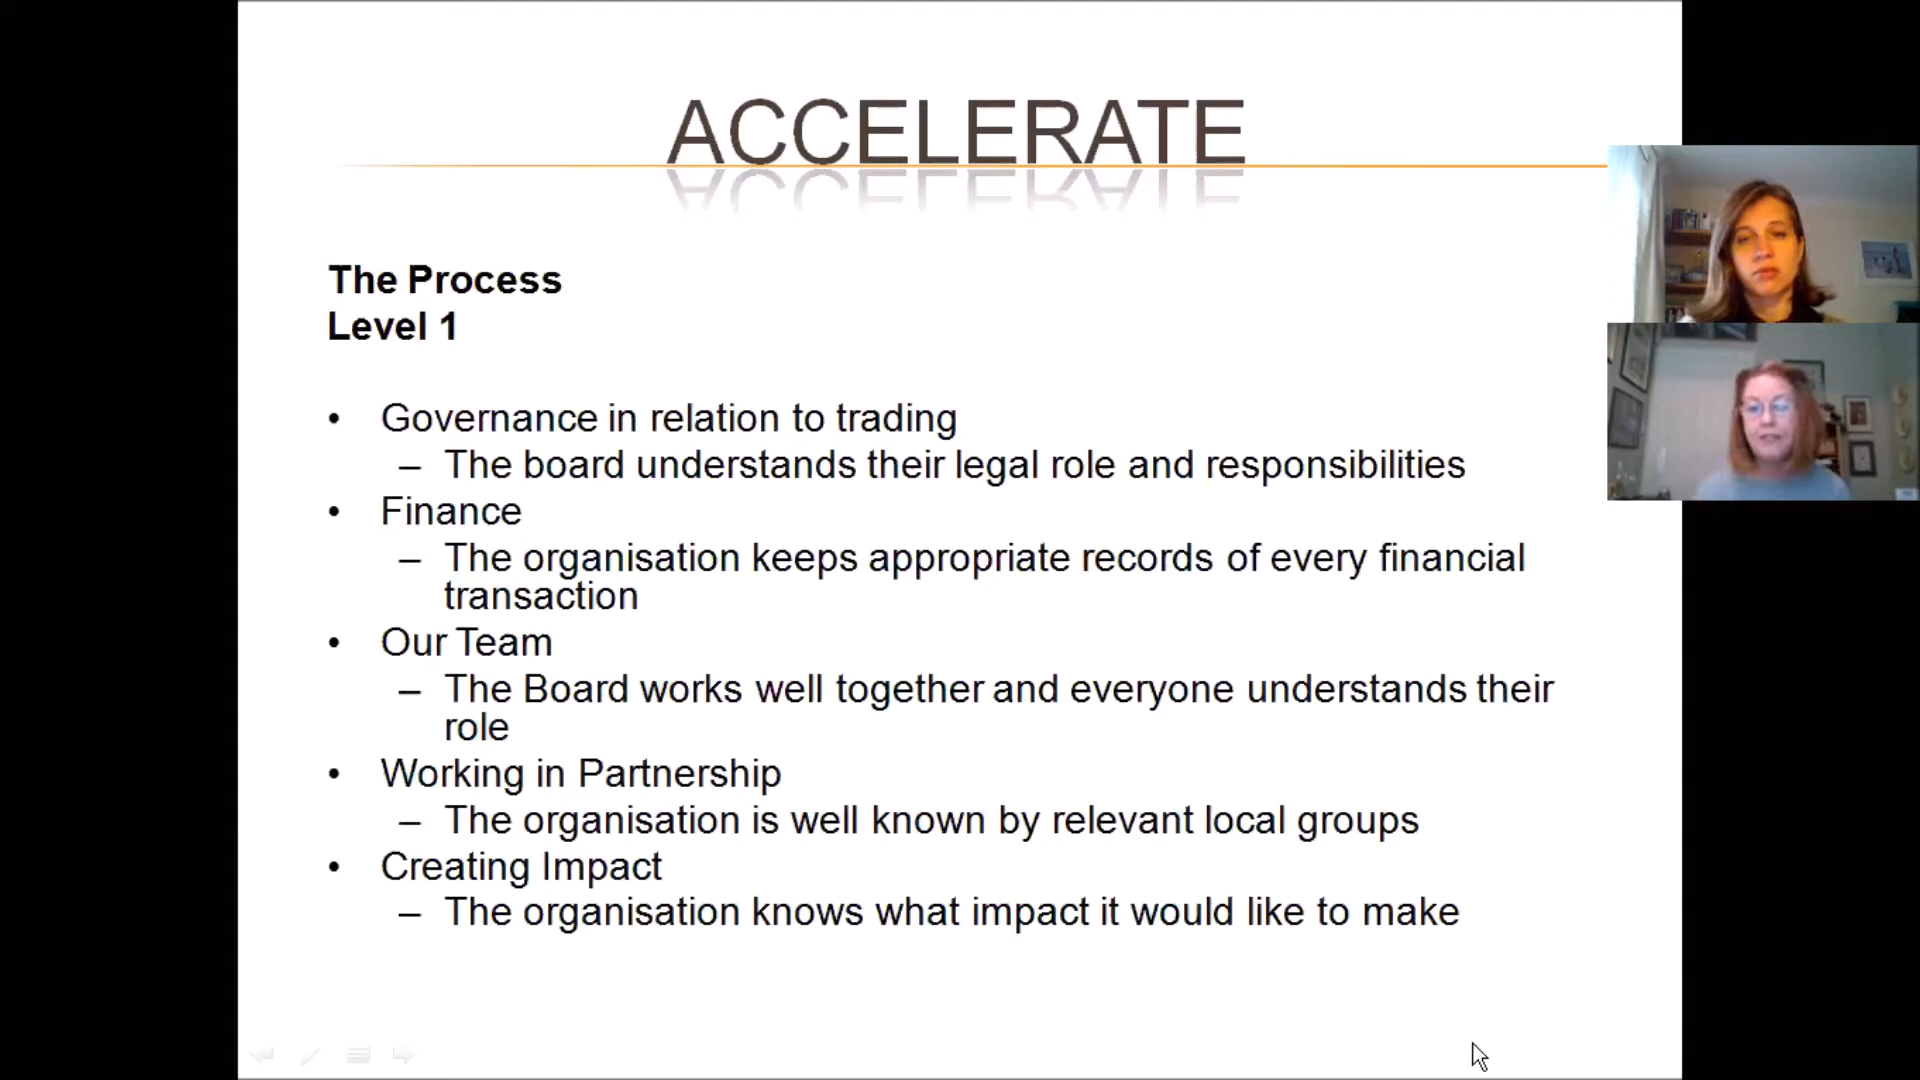 ACCELERATE
The Process
Level 1
• Governance in relation to trading
– The board understands their legal role and responsibilities
• Finance
– The organisation keeps appropriate records of every financial
transaction
• Our Team
– The Board works well together and everyone understands their
role
• Working in Partnership
– The organisation is well known by relevant local groups
• Creating Impact
– The organisation knows what impact it would like to make